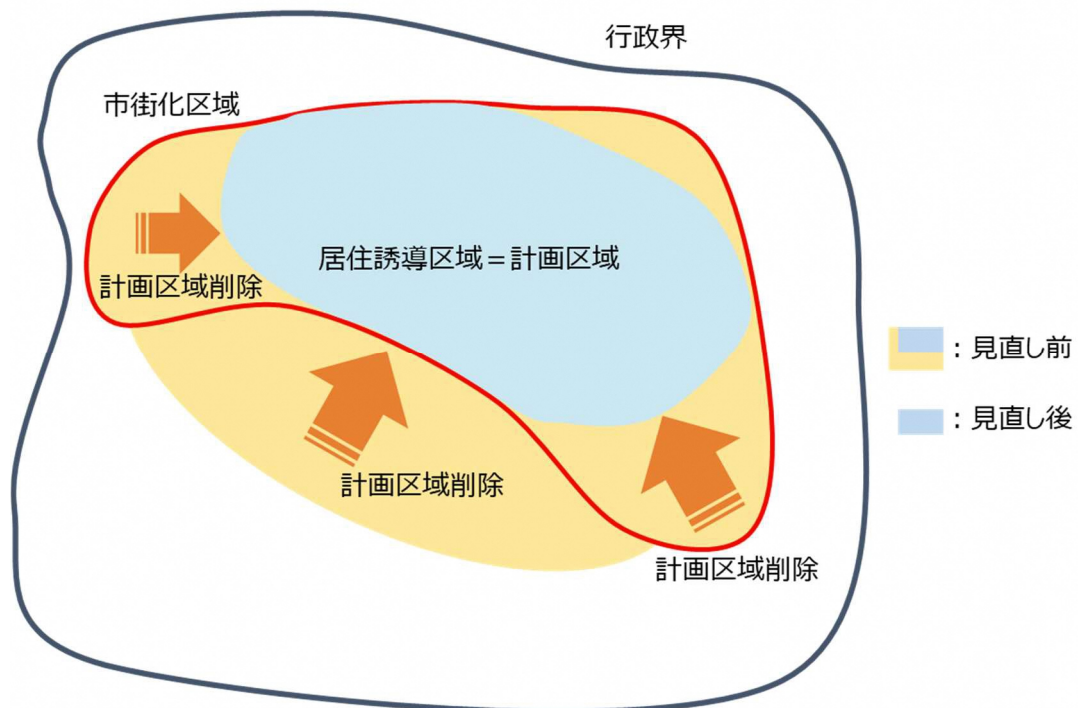 行政界
市街化区域
居住誘導区域＝計画区域
計画区域削除
：見直し前
：見直し後
計画区域削除
計画区域削除